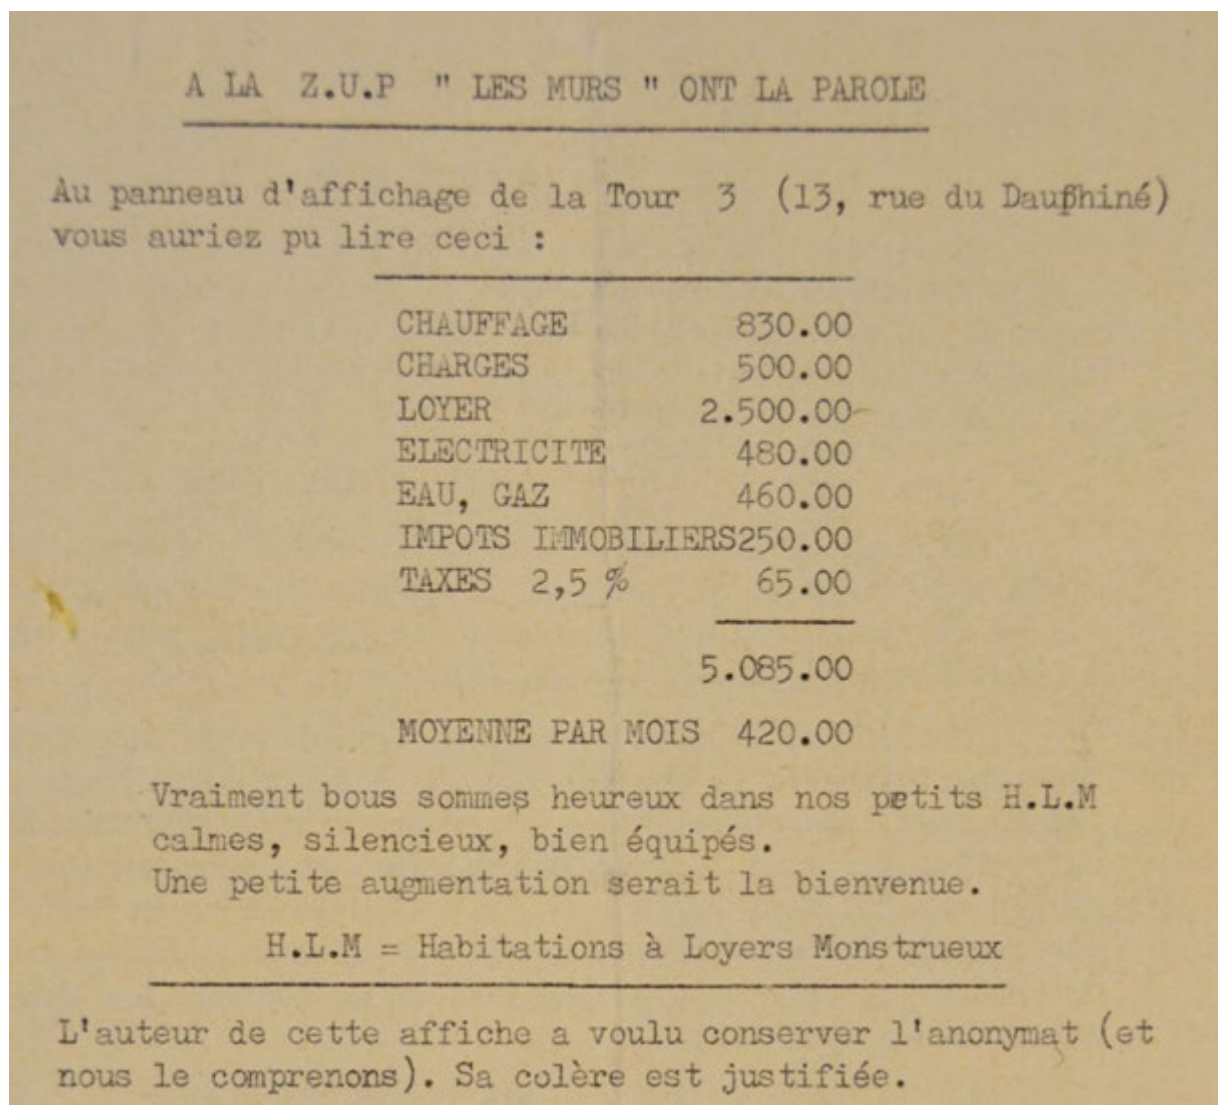 A LA Z.U.P " LES MURS " ONT LA PAROLE
Au panneau d'affichage de la Tour 3 (13, rue du Dauphiné)
vous auriez pu lire ceci :
CHAUFFAGE 830.00
CHARGES 500.00
LOYER 2.500.00
ELECTRICITE 480.00
EAU, GAZ 460.00
IMPOTS IMMOBILIERS250.00
TAXES 2,5 % 65.00
5.085.00
MOYENNE PAR MOIS 420.00
Vraiment bous sommes heureux dans nos petits H.L.M
calmes, silencieux, bien équipés.
Une petite augmentation serait la bienvenue.
H.L.M = Habitations à Loyers Monstrueux
L'auteur de cette affiche a voulu conserver l'anonymat (et
nous le comprenons). Sa colère est justifiée.